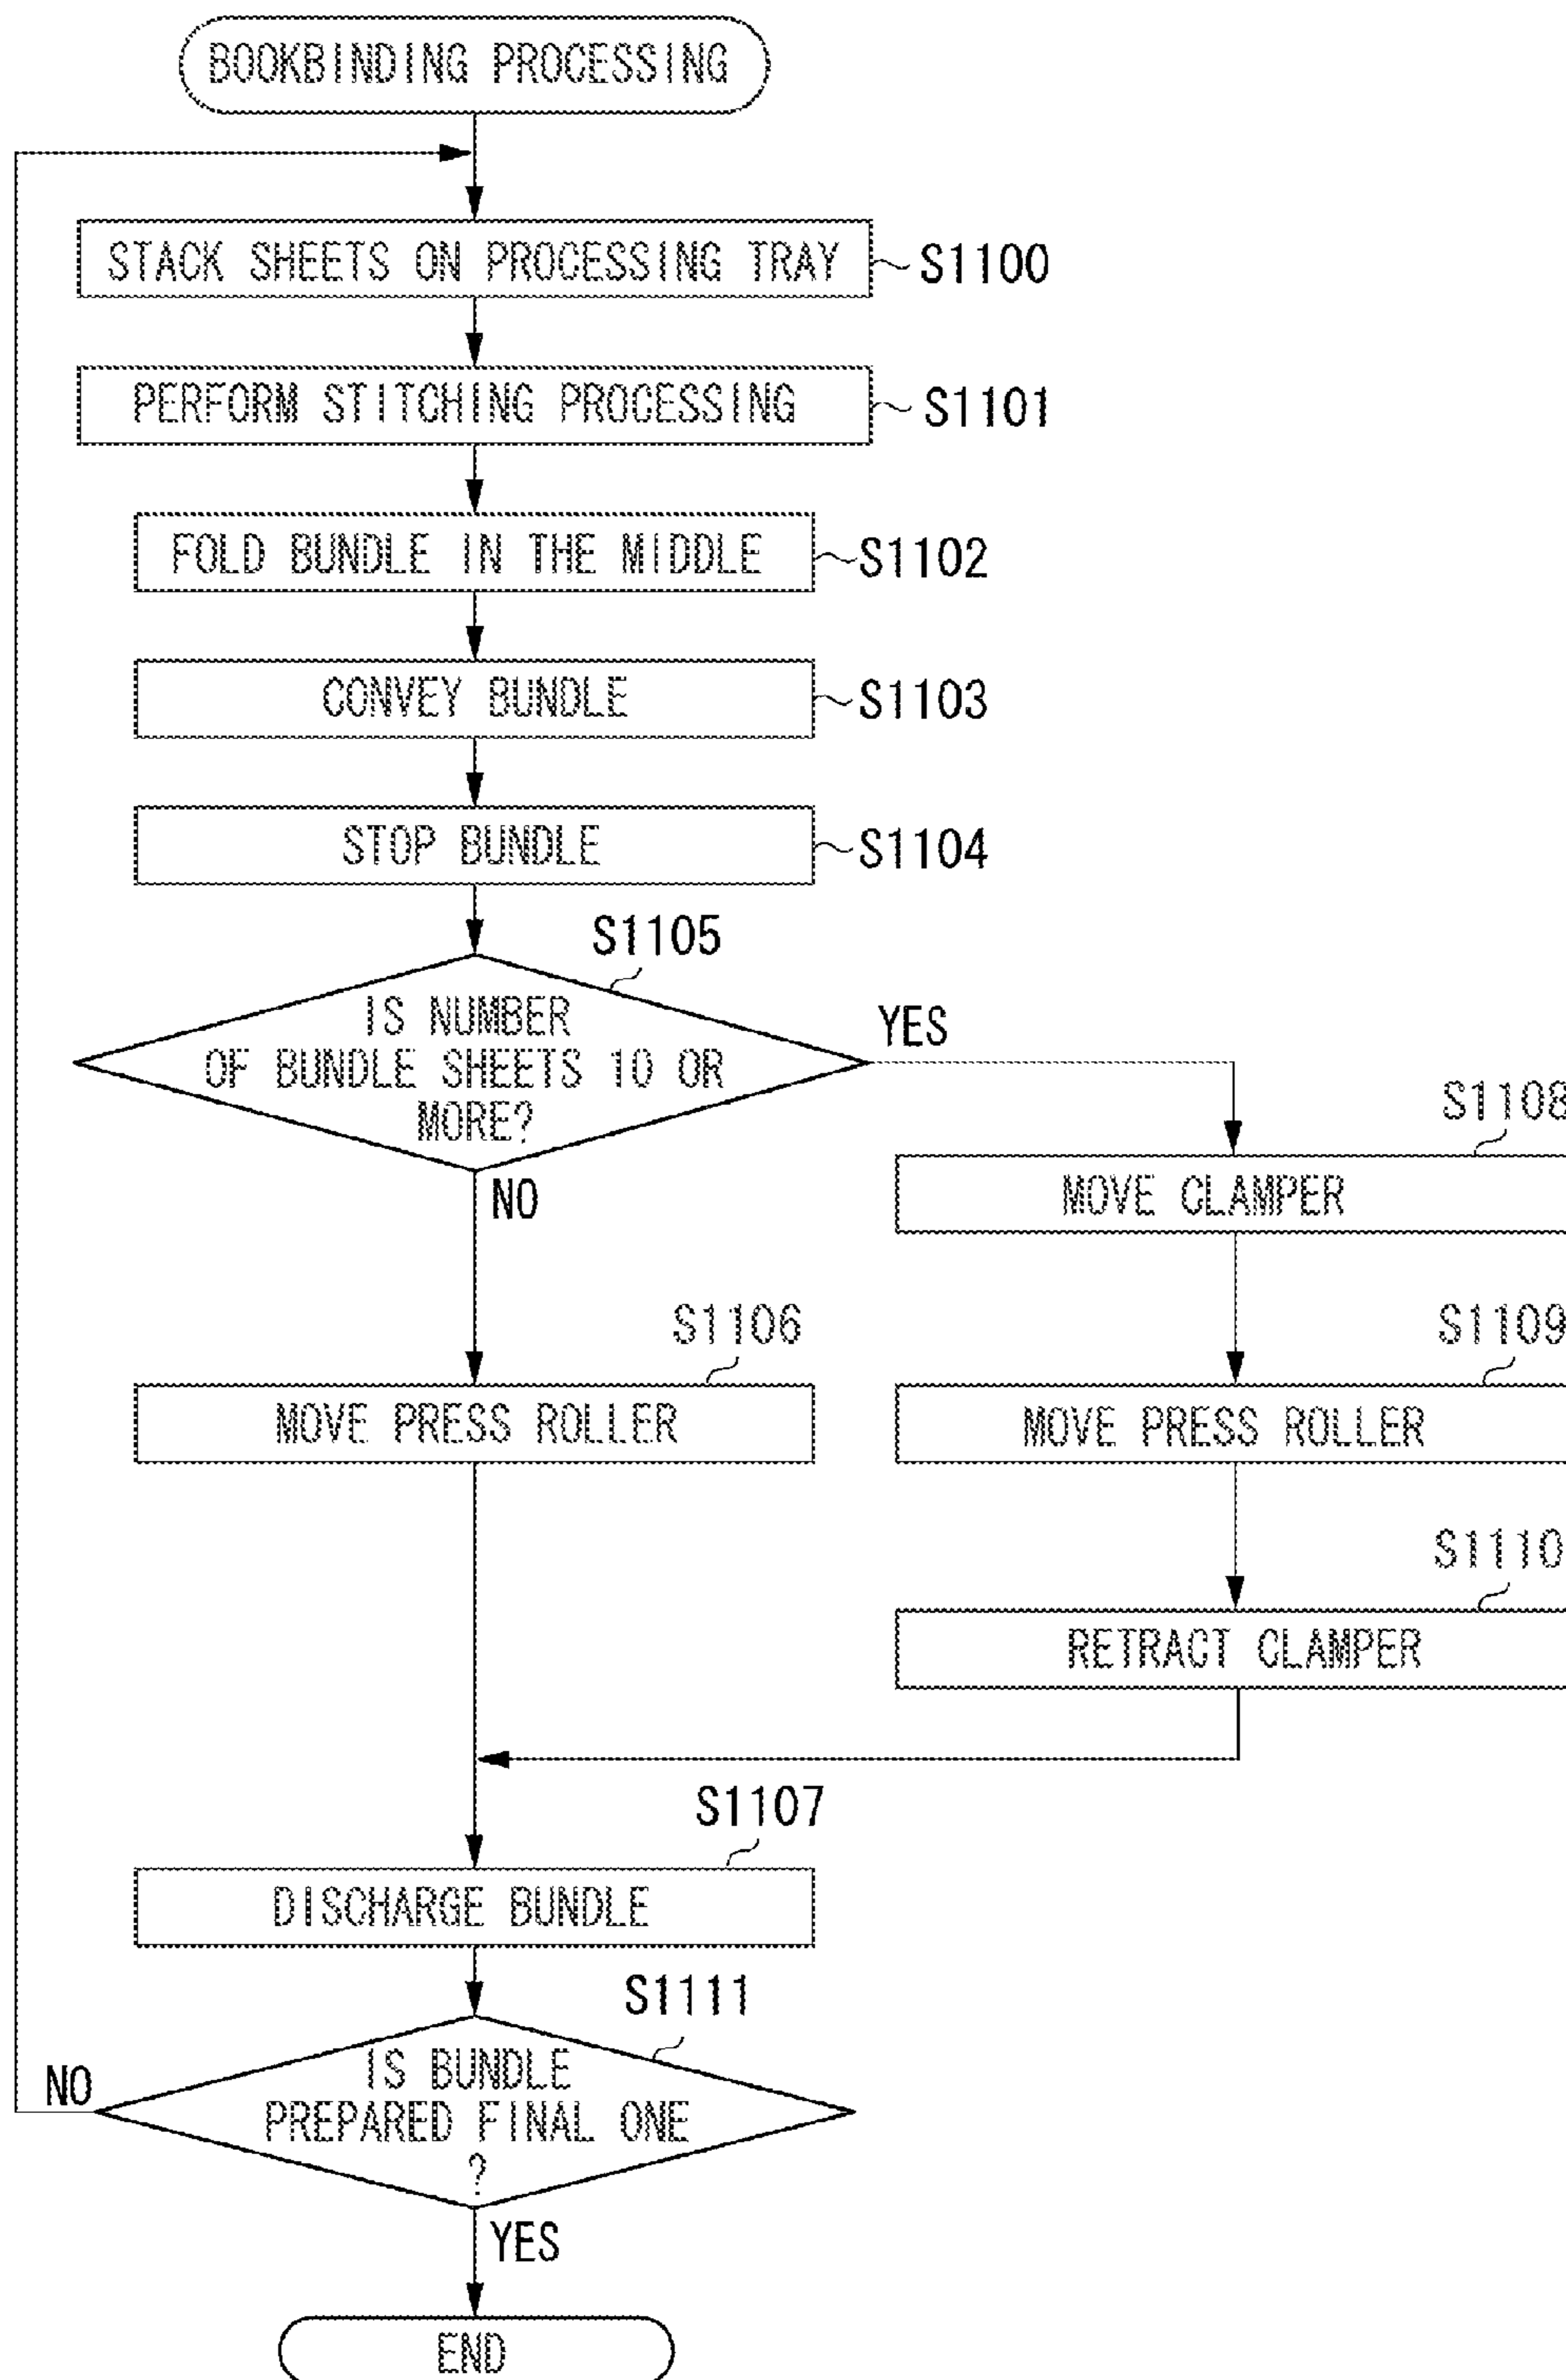 BOOKBINDING PROCESSING
STACK SHEETS ON PROCESSING TRAY
S1100
PERFORM STITCHING PROCESSING
S1101
FOLD BUNDLE IN THE MIDDLE
S1102
CONVEY BUNDLE
S1103
STOP BUNDLE
S1104
S1105
IS NUMBER
OF BUNDLE SHEETS 10 OR
MORE?
YES
NO
S1108
MOVE CLAMPER
S1106
MOVE PRESS ROLLER
S1109
MOVE PRESS ROLLER
S1110
RETRACT CLAMPER
S1107
DISCHARGE BUNDLE
S1111
IS BUNDLE
PREPARED FINAL ONE
?
NO
YES
END